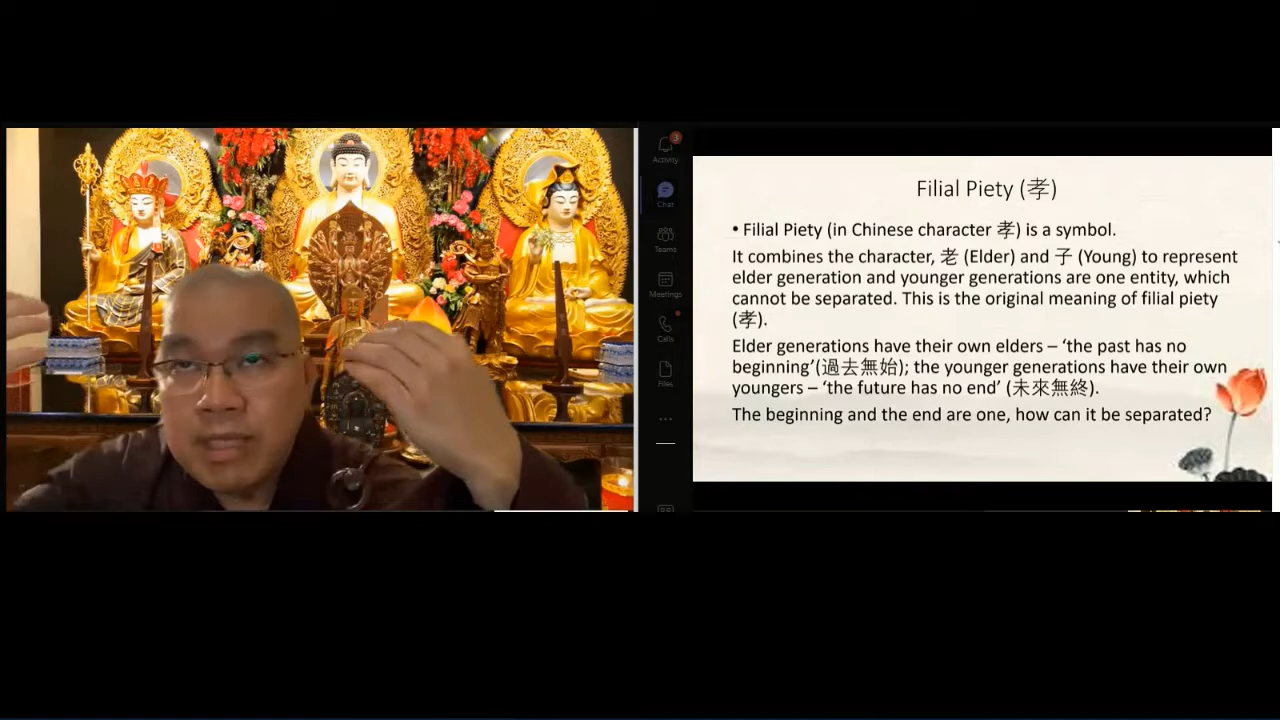 Activity
Chat
Teams
Meetings
Calls
Files
Filial Piety (孝)
• Filial Piety (in Chinese character 孝) is a symbol.
It combines the character, 老 (Elder) and 子 (Young) to represent
elder generation and younger generations are one entity, which
cannot be separated. This is the original meaning of filial piety
(孝).
Elder generations have their own elders – ‘the past has no
beginning’(過去無始); the younger generations have their own
youngers – ‘the future has no end’ (未來無終).
The beginning and the end are one, how can it be separated?